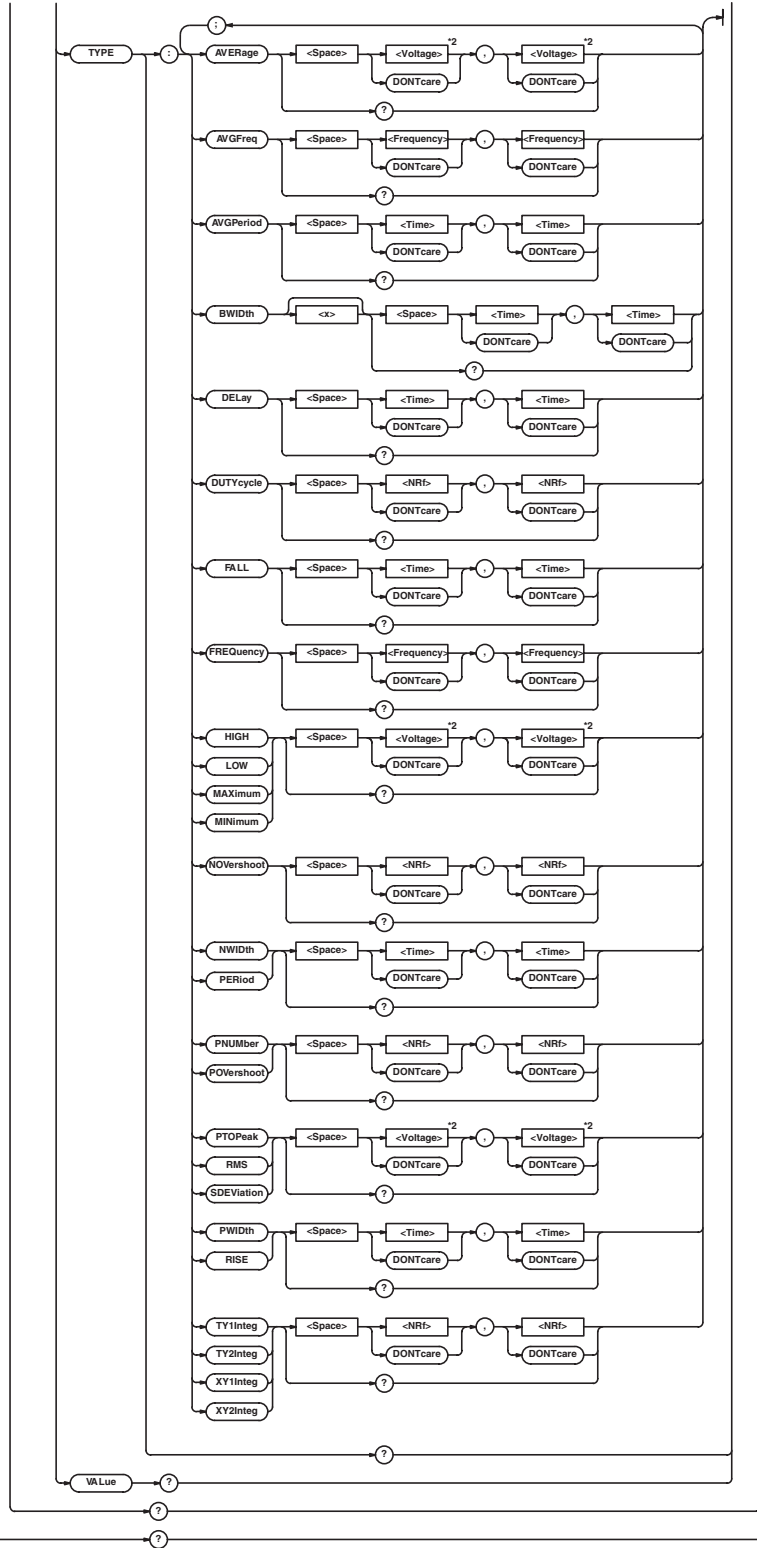 ;
TYPE : AVERage <Space> <Voltage> *2 , <Voltage> *2
DONTcare DONTcare
?
AVGFreq <Space> <Frequency> , <Frequency>
DONTcare DONTcare
?
AVGPeriod <Space> <Time> , <Time>
DONTcare DONTcare
?
BWIDth <x> <Space> <Time> , <Time>
DONTcare DONTcare
?
DELay <Space> <Time> , <Time>
DONTcare DONTcare
?
DUTYcycle <Space> <NRf> , <NRf>
DONTcare DONTcare
?
FALL <Space> <Time> , <Time>
DONTcare DONTcare
?
FREQuency <Space> <Frequency> , <Frequency>
DONTcare DONTcare
?
HIGH <Space> <Voltage> *2 , <Voltage> *2
LOW DONTcare DONTcare
MAXimum ?
MINimum
NOVershoot <Space> <NRf> , <NRf>
DONTcare DONTcare
?
NWIDth <Space> <Time> , <Time>
PERiod DONTcare DONTcare
?
PNUMber <Space> <NRf> , <NRf>
POVershoot DONTcare DONTcare
?
PTOPeak <Space> <Voltage> *2 , <Voltage> *2
RMS DONTcare DONTcare
SDEViation ?
PWIDth <Space> <Time> , <Time>
RISE DONTcare DONTcare
?
TY1Integ <Space> <NRf> , <NRf>
TY2Integ DONTcare DONTcare
XY1Integ ?
XY2Integ
?
VALue ?
?
?